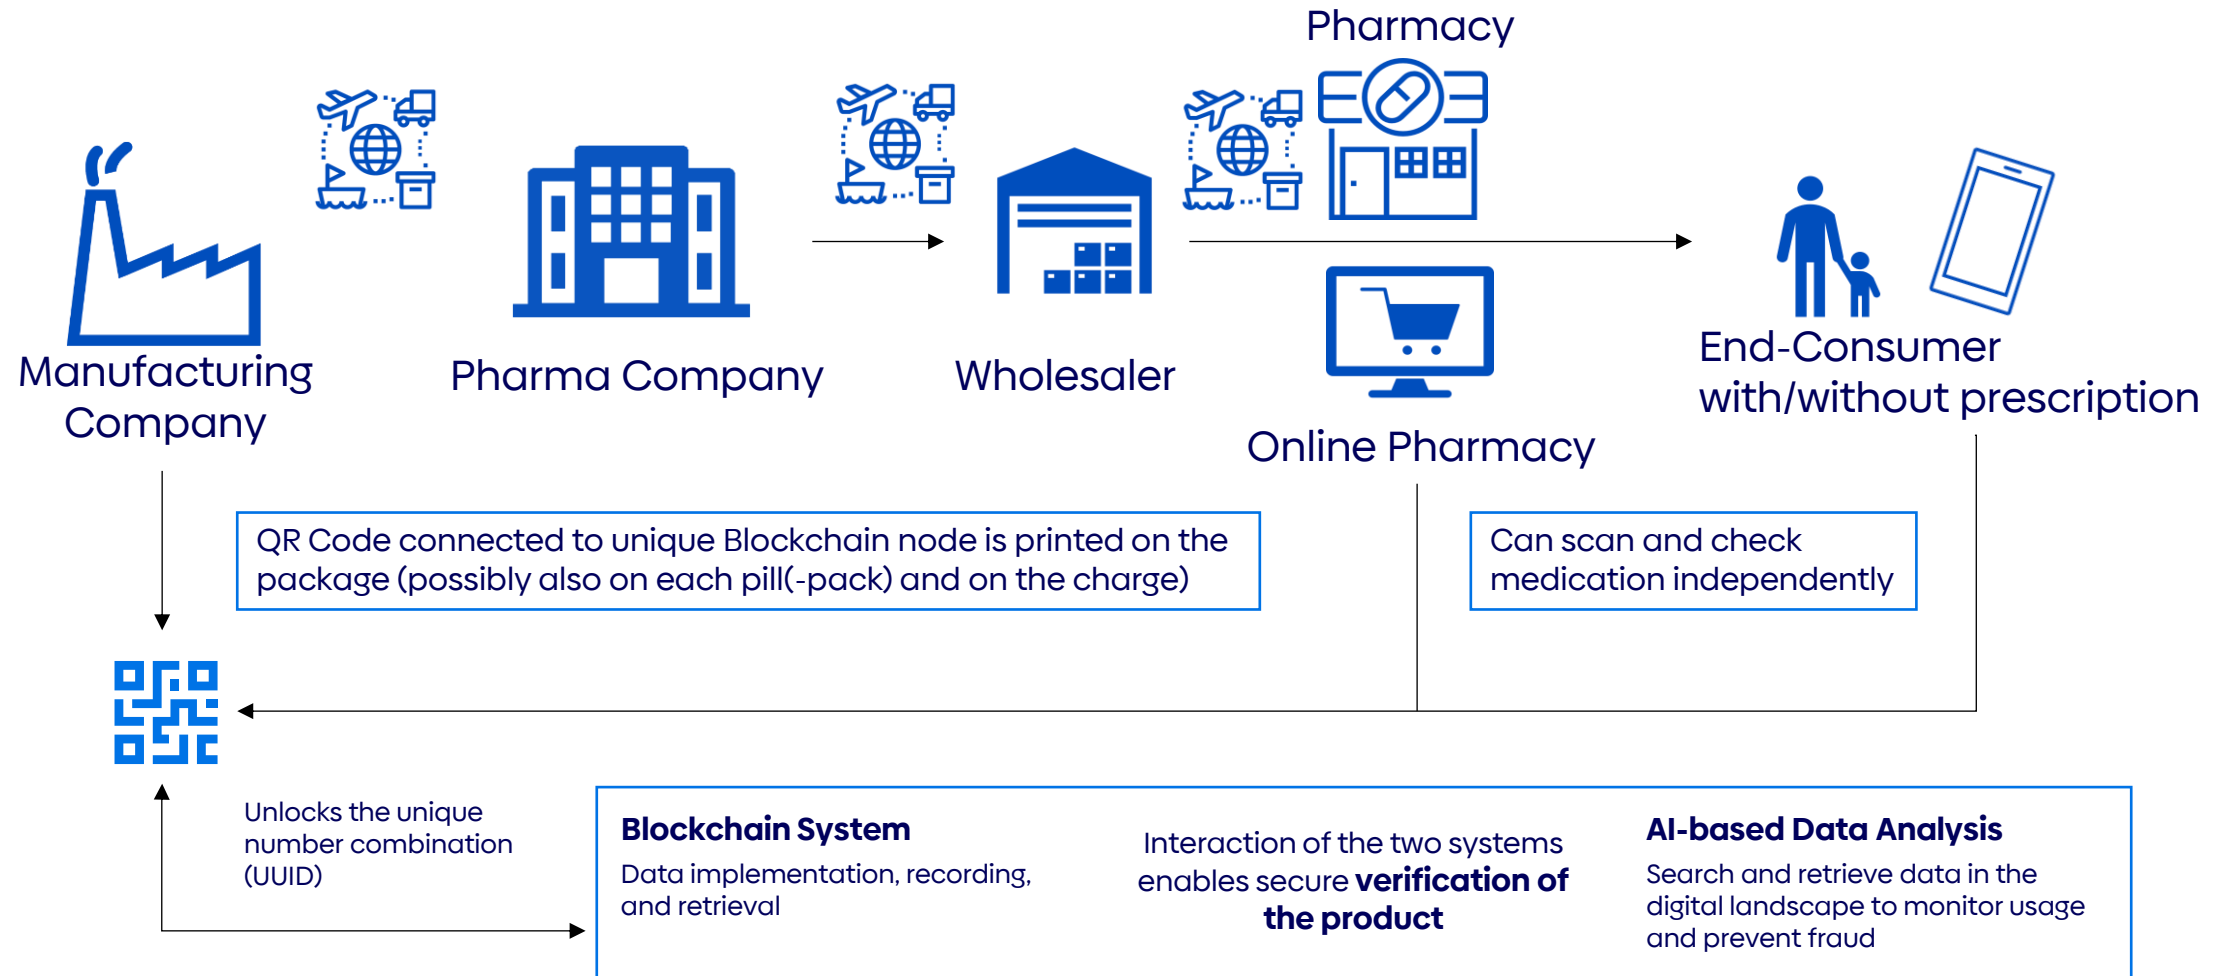 Pharmacy
Manufacturing
Company
Pharma Company
Wholesaler
Online Pharmacy
End-Consumer
with/without prescription
QR Code connected to unique Blockchain node is printed on the
package (possibly also on each pill(-pack) and on the charge)
Can scan and check
medication independently
Unlocks the unique
number combination
(UUID)
Blockchain System
Data implementation, recording,
and retrieval
Interaction of the two systems
enables secure verification of
the product
AI-based Data Analysis
Search and retrieve data in the
digital landscape to monitor usage
and prevent fraud